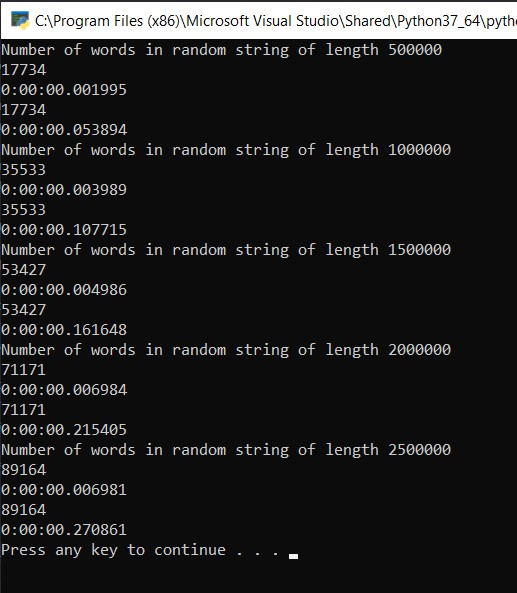 C:\Program Files (x86)\Microsoft Visual Studio\Shared\Python37_64\pyth
Number of words in random string of length 500000
17734
0:00:00.001995
17734
0:00:00.053894
Number of words in random string of length 1000000
35533
0:00:00.003989
35533
0:00:00.107715
Number of words in random string of length 1500000
53427
0:00:00.004986
53427
0:00:00.161648
Number of words in random string of length 2000000
71171
0:00:00.006984
71171
0:00:00.215405
Number of words in random string of length 2500000
89164
0:00:00.006981
89164
0:00:00.270861
Press any key to continue . . .